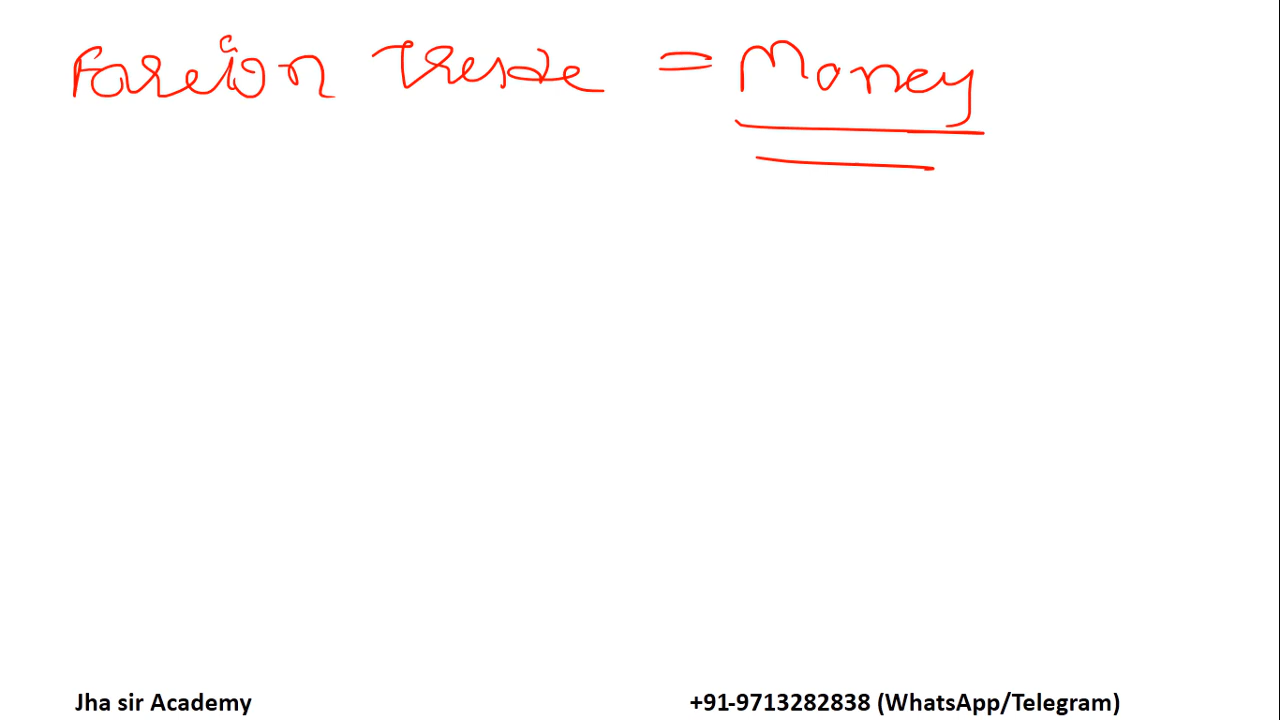 Foreign Trade = Money
Jha sir Academy +91-9713282838 (WhatsApp/Telegram)